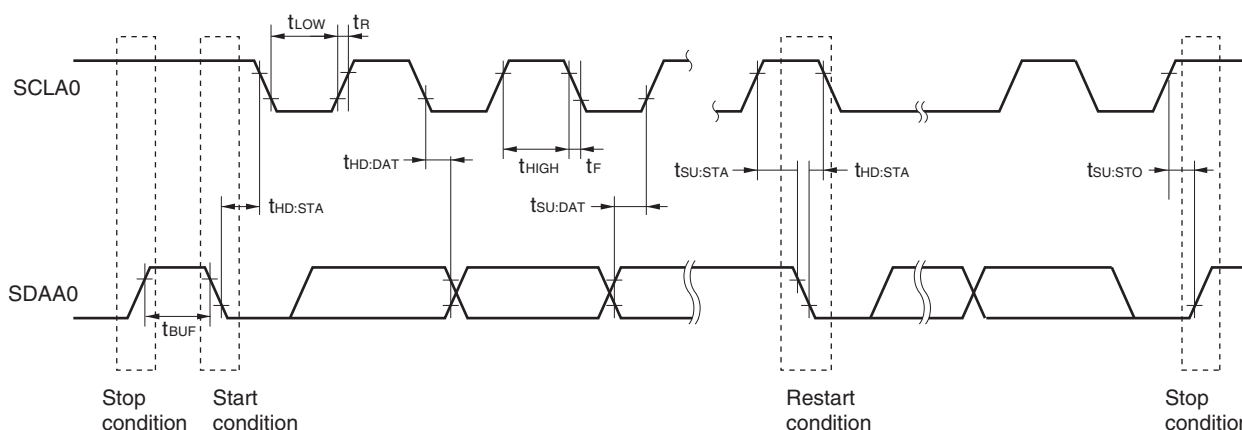 tLOW
tR
SCLA0
tHD:DAT
tHIGH
tF
tSU:STA
tHD:STA
tSU:STO
tHD:STA
tSU:DAT
SDAA0
tBUF
Stop
condition
Start
condition
Restart
condition
Stop
condition